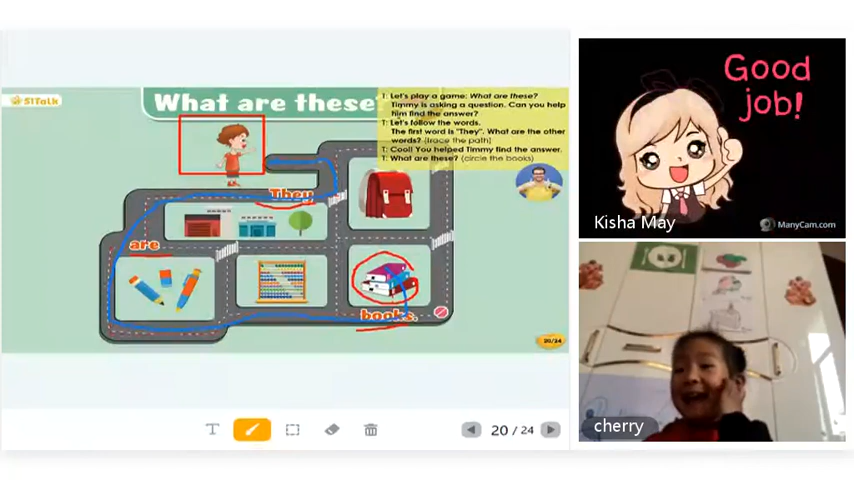 51Talk
What are these?
T: Let's play a game: What are these?
Timmy is asking a question. Can you help
him find the answer?
T: Let's follow the words.
The first word is "They". What are the other
words? (trace the path)
T: Cool! You helped Timmy find the answer.
T: What are these? (circle the books)
They
are
books.
20/24
T
20 / 24
Good
job!
Kisha May
ManyCam.com
cherry